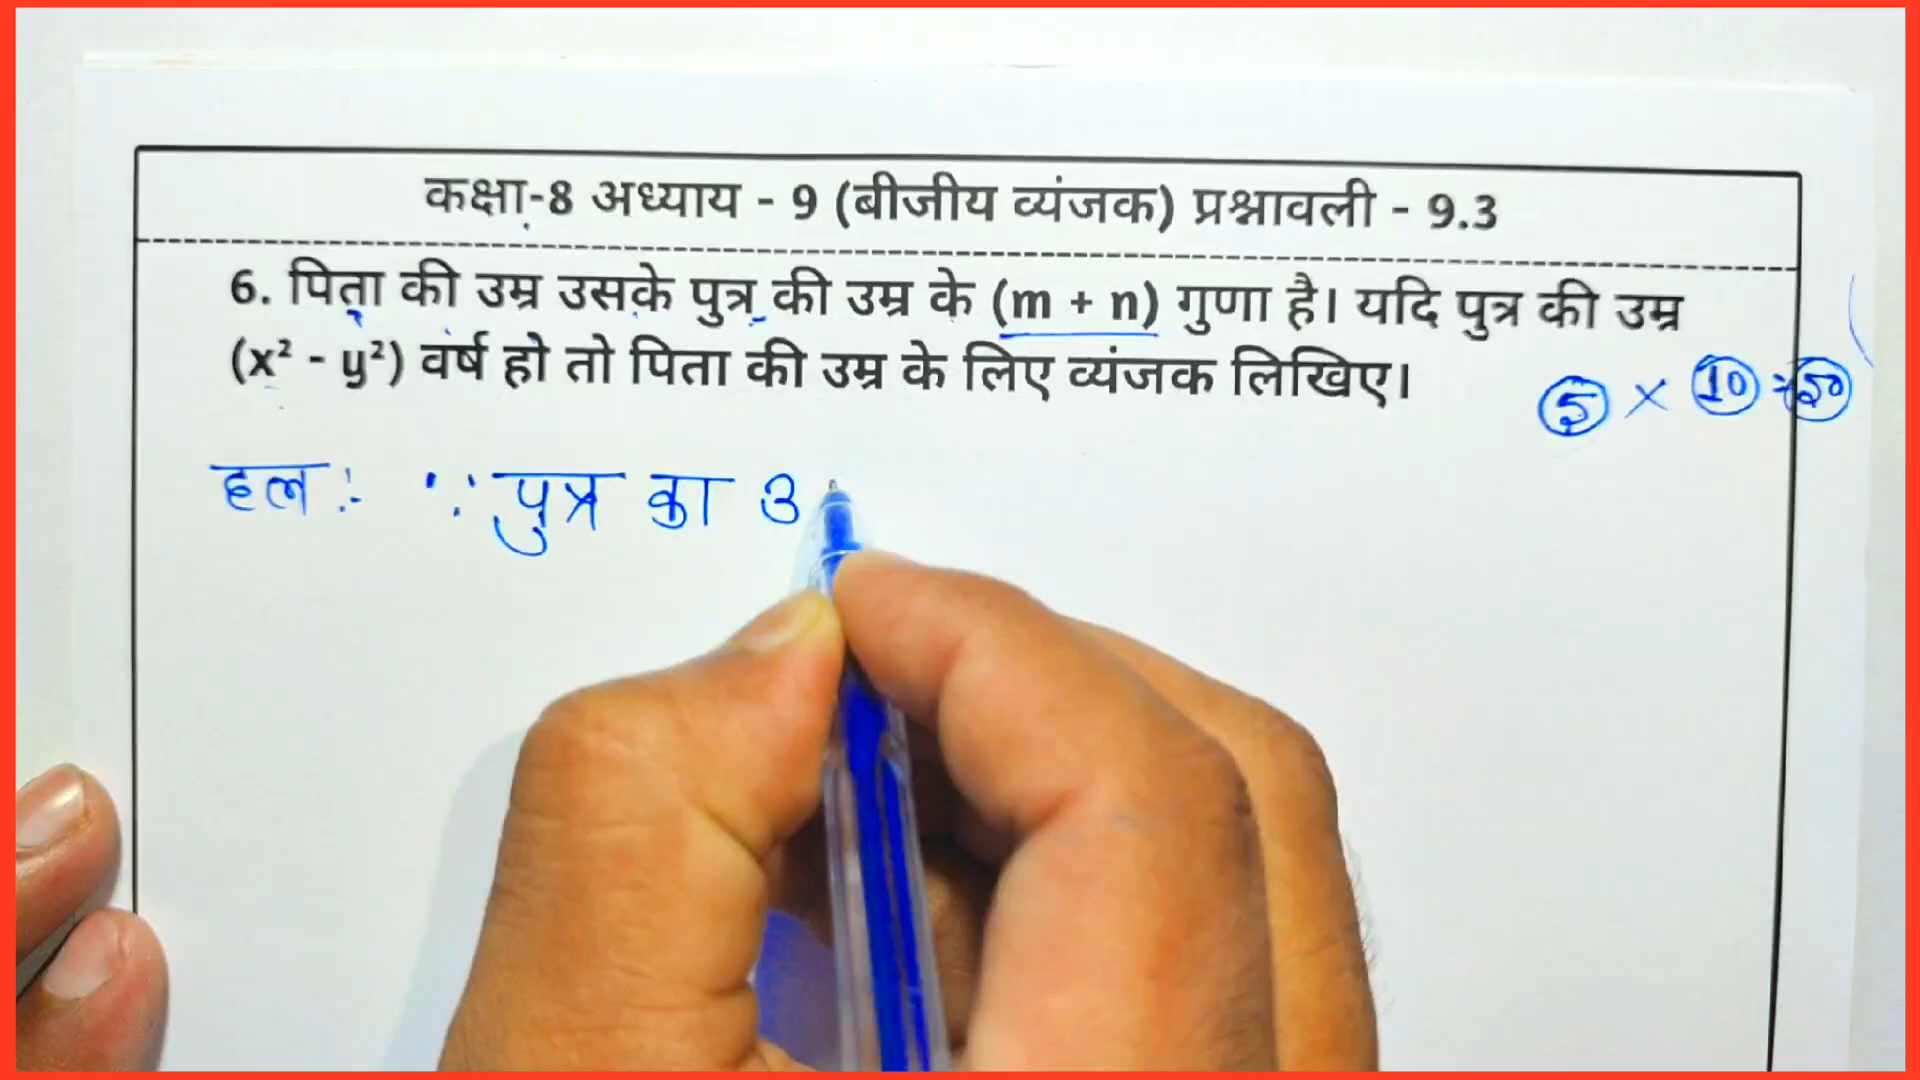 कक्षा-8 अध्याय - 9 (बीजीय व्यंजक) प्रश्नावली - 9.3
6. पिता की उम्र उसके पुत्र की उम्र के (m + n) गुणा है। यदि पुत्र की उम्र
(x² - y²) वर्ष हो तो पिता की उम्र के लिए व्यंजक लिखिए।
5 × 10 = 50
हल :- ∵ पुत्र का उ